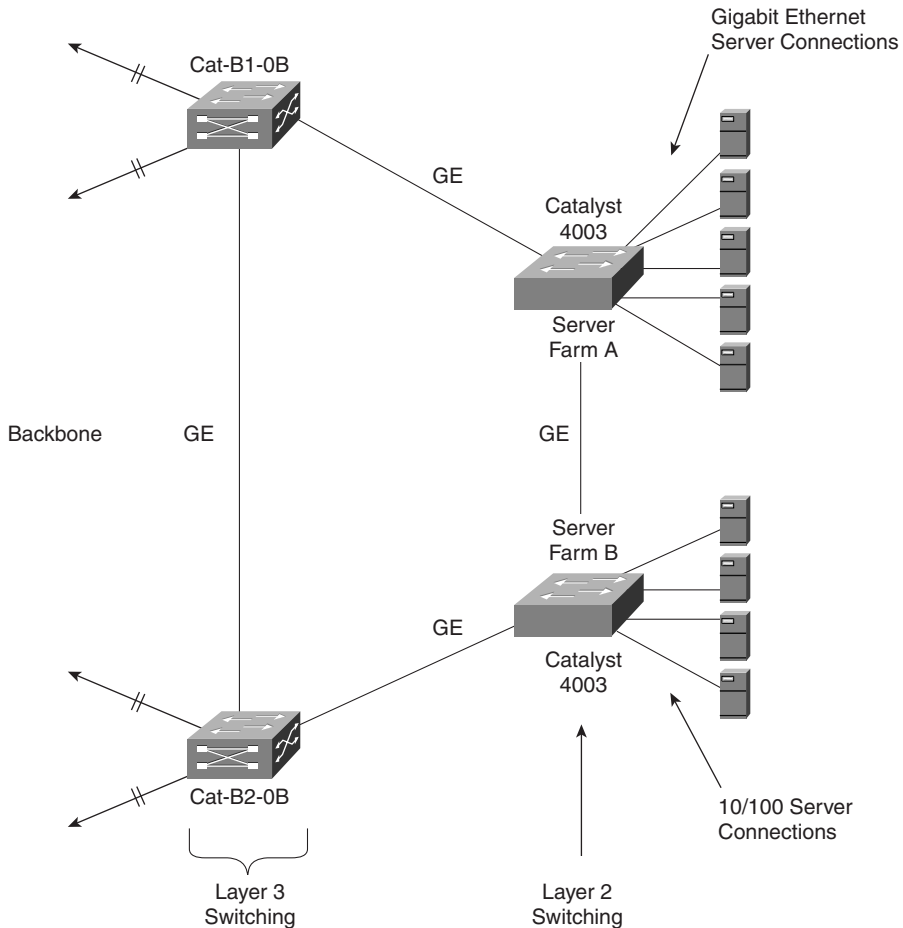 Gigabit Ethernet
Server Connections
Cat-B1-0B
GE
Catalyst
4003
Server
Farm A
Backbone
GE
GE
Server
Farm B
GE
Catalyst
4003
Cat-B2-0B
10/100 Server
Connections
Layer 3
Switching
Layer 2
Switching